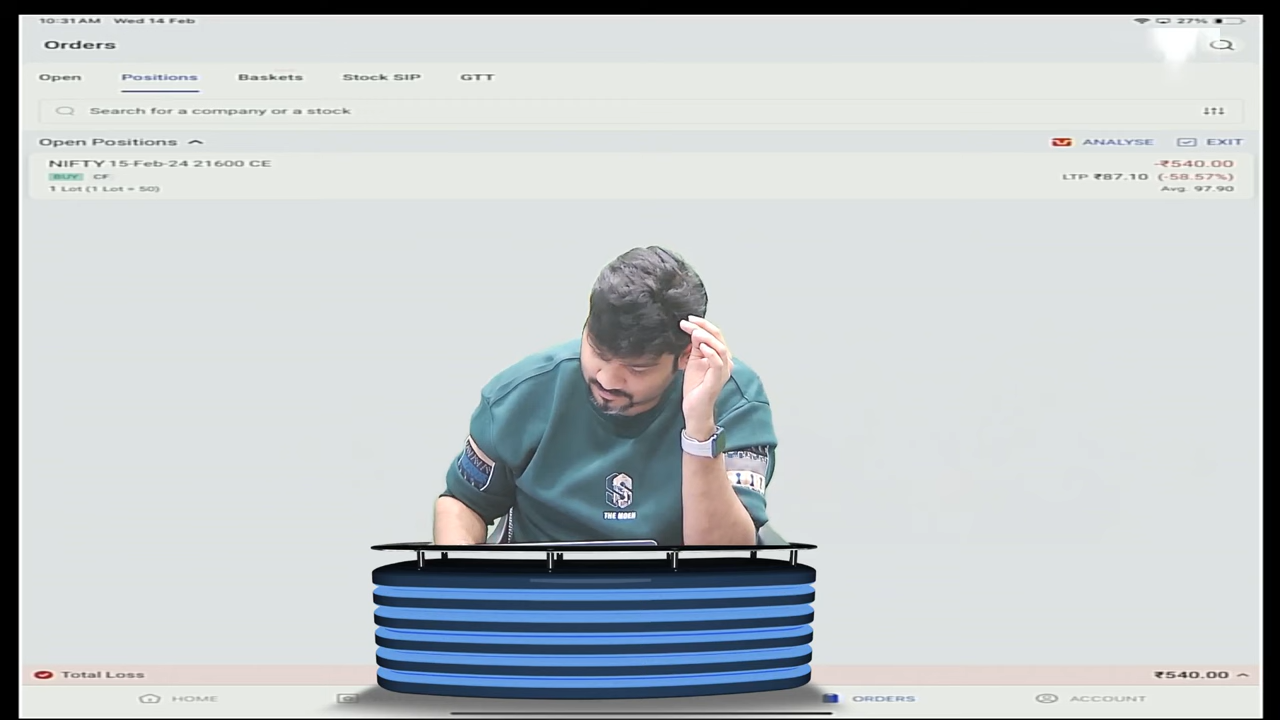 10:31 AM Wed 14 Feb 27%
Orders
Open Positions Baskets Stock SIP GTT
Search for a company or a stock
Open Positions ANALYSE EXIT
NIFTY 15-Feb-24 21600 CE -₹540.00
BUY CF LTP ₹87.10 (-58.57%)
1 Lot (1 Lot = 50) Avg. 97.90
THE MOEH
Total Loss ₹540.00
HOME ORDERS ACCOUNT